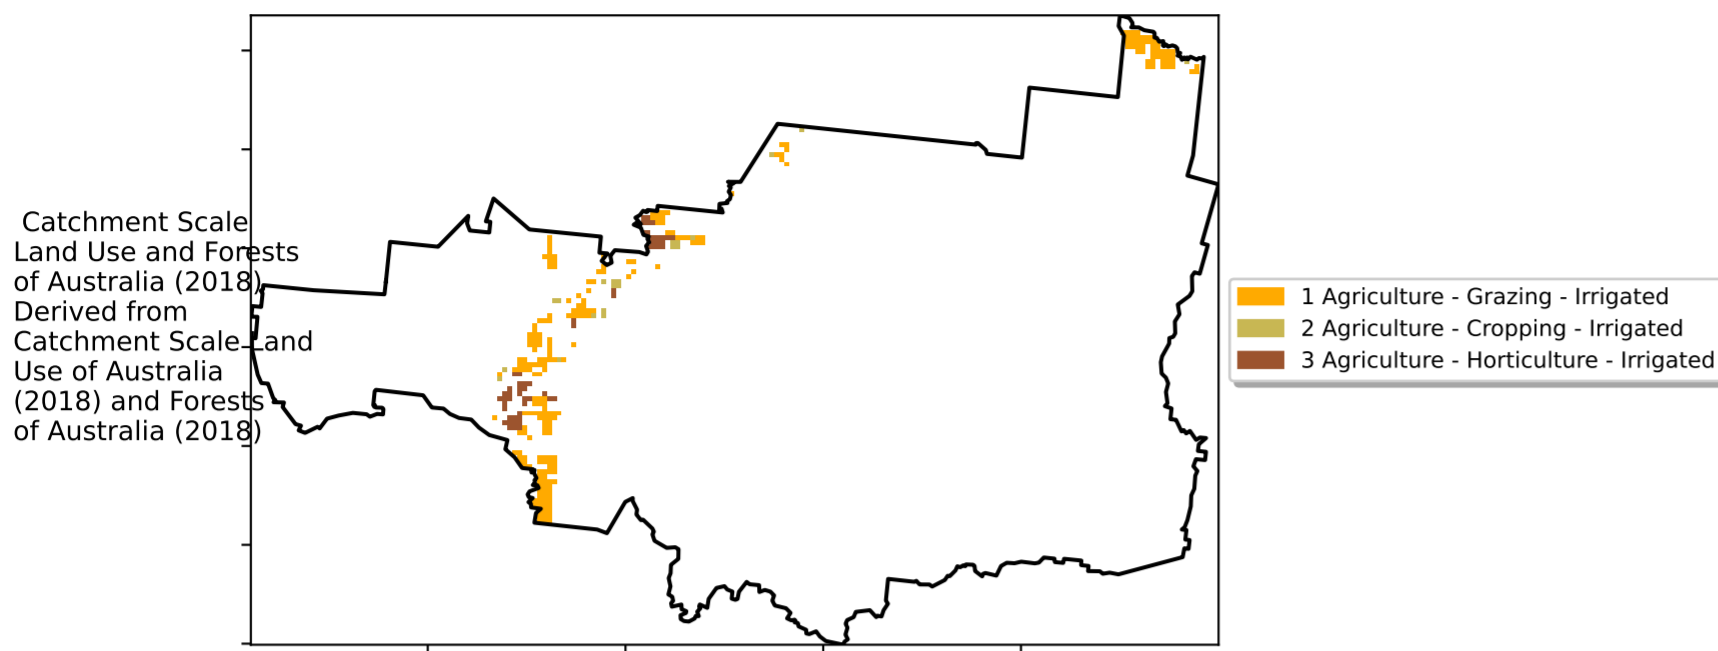 Catchment Scale
Land Use and Forests
of Australia (2018)
Derived from
Catchment Scale Land
Use of Australia
(2018) and Forests
of Australia (2018)
1 Agriculture - Grazing - Irrigated
2 Agriculture - Cropping - Irrigated
3 Agriculture - Horticulture - Irrigated